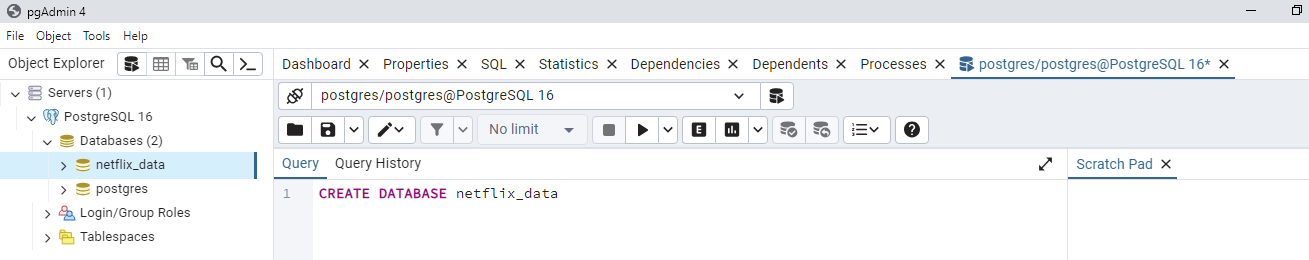 pgAdmin 4
File Object Tools Help
Object Explorer
Dashboard Properties SQL Statistics Dependencies Dependents Processes postgres/postgres@PostgreSQL 16*
Servers (1)
postgres/postgres@PostgreSQL 16
PostgreSQL 16
No limit E
Databases (2)
netflix_data
Query Query History Scratch Pad
postgres
1 CREATE DATABASE netflix_data
Login/Group Roles
Tablespaces